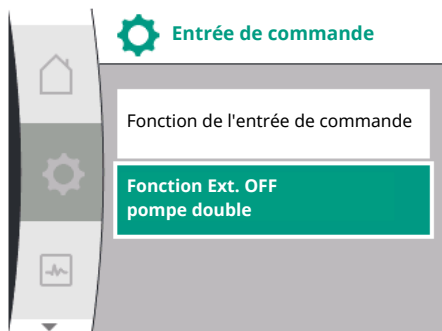 Entrée de commande
Fonction de l'entrée de commande
Fonction Ext. OFF
pompe double